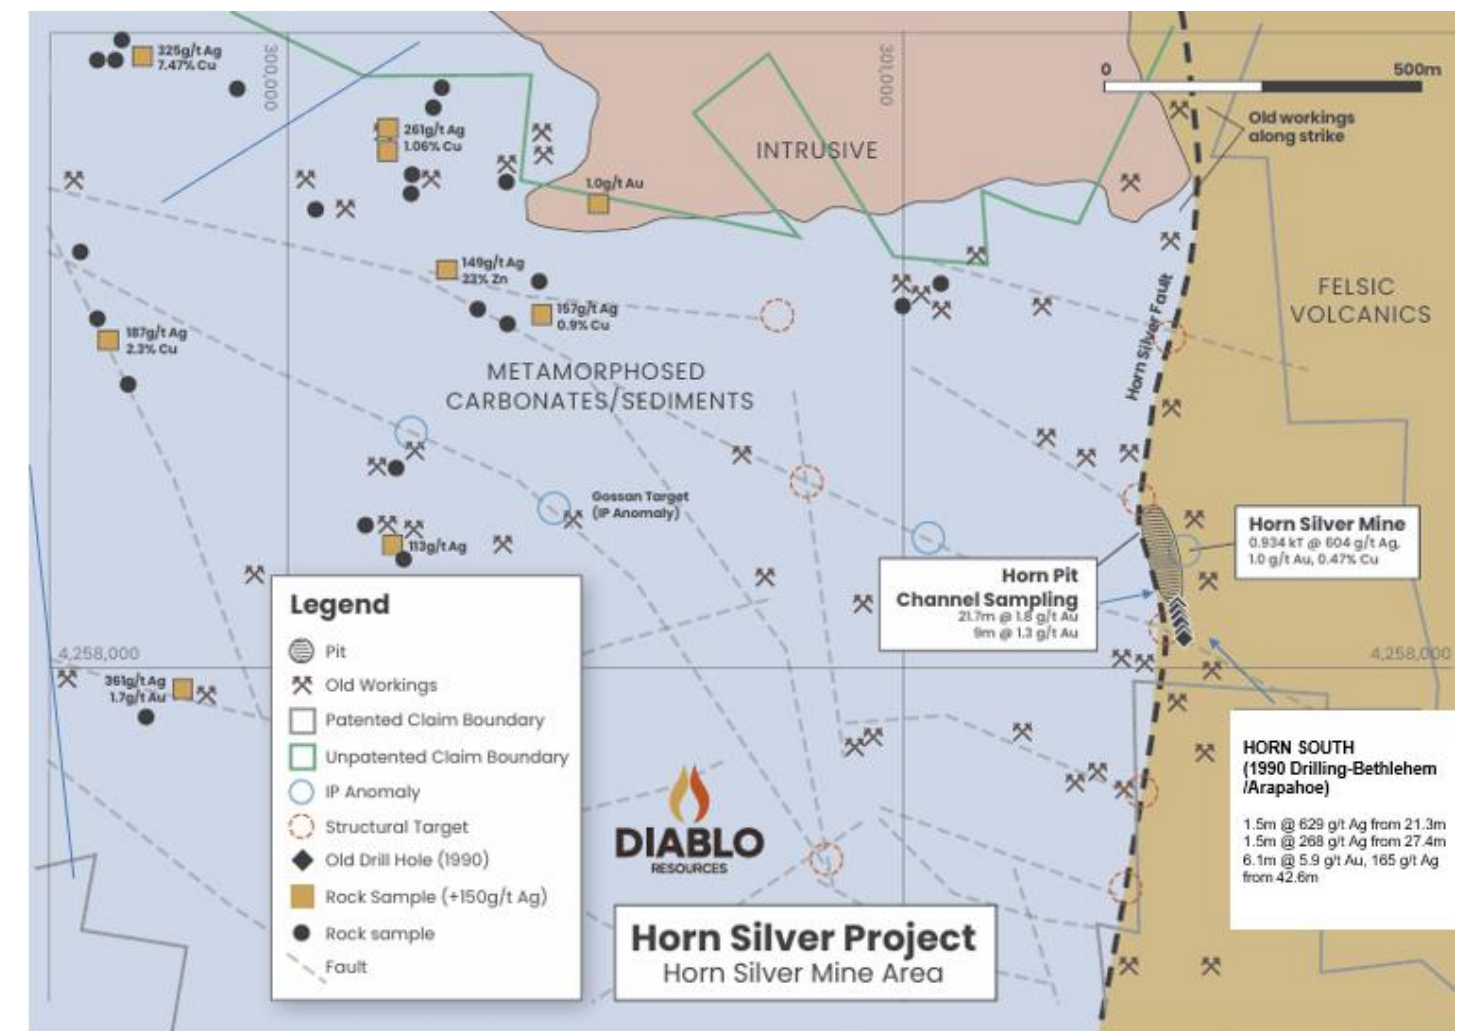 325g/t Ag
7.47% Cu
300,000
301,000
0
500m
261g/t Ag
1.06% Cu
INTRUSIVE
Old workings
along strike
1.0g/t Au
149g/t Ag
23% Zn
157g/t Ag
0.9% Cu
187g/t Ag
2.3% Cu
Horn Silver Fault
FELSIC
VOLCANICS
METAMORPHOSED
CARBONATES/SEDIMENTS
Gossan Target
(IP Anomaly)
113g/t Ag
Horn Silver Mine
0.934 kT @ 604 g/t Ag,
1.0 g/t Au, 0.47% Cu
Horn Pit
Channel Sampling
21.7m @ 1.8 g/t Au
9m @ 1.3 g/t Au
4,258,000
4,258,000
361g/t Ag
1.7g/t Au
Legend
Pit
Old Workings
Patented Claim Boundary
Unpatented Claim Boundary
IP Anomaly
Structural Target
Old Drill Hole (1990)
Rock Sample (+150g/t Ag)
Rock sample
Fault
HORN SOUTH
(1990 Drilling-Bethlehem
/Arapahoe)
1.5m @ 629 g/t Ag from 21.3m
1.5m @ 268 g/t Ag from 27.4m
6.1m @ 5.9 g/t Au, 165 g/t Ag
from 42.6m
DIABLO
RESOURCES
Horn Silver Project
Horn Silver Mine Area